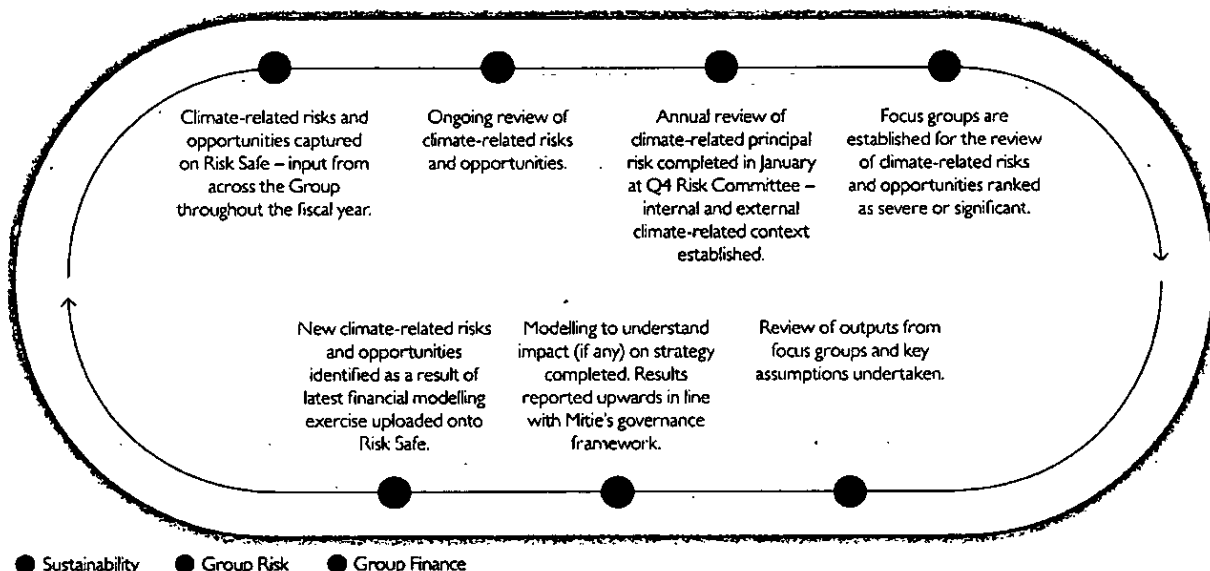 Climate-related risks and
opportunities captured
on Risk Safe – input from
across the Group
throughout the fiscal year.
Ongoing review of
climate-related risks
and opportunities.
Annual review of
climate-related principal
risk completed in January
at Q4 Risk Committee –
internal and external
climate-related context
established.
Focus groups are
established for the review
of climate-related risks
and opportunities ranked
as severe or significant.
New climate-related risks
and opportunities
identified as a result of
latest financial modelling
exercise uploaded onto
Risk Safe.
Modelling to understand
impact (if any) on strategy
completed. Results
reported upwards in line
with Mitie's governance
framework.
Review of outputs from
focus groups and key
assumptions undertaken.
Sustainability
Group Risk
Group Finance